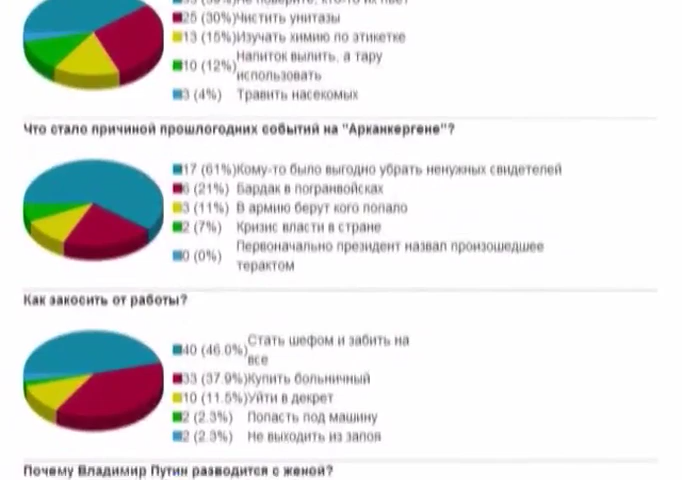 25 (30%) Чистить унитазы
13 (15%) Изучать химию по этикетке
10 (12%) Напиток вылить, а тару
использовать
3 (4%) Травить насекомых
Что стало причиной прошлогодних событий на "Арканкергене"?
17 (61%) Кому-то было выгодно убрать ненужных свидетелей
6 (21%) Бардак в погранвойсках
3 (11%) В армию берут кого попало
2 (7%) Кризис власти в стране
0 (0%) Первоначально президент назвал произошедшее
терактом
Как закосить от работы?
40 (46.0%) Стать шефом и забить на
все
33 (37.9%) Купить больничный
10 (11.5%) Уйти в декрет
2 (2.3%) Попасть под машину
2 (2.3%) Не выходить из запоя
Почему Владимир Путин разводится с женой?